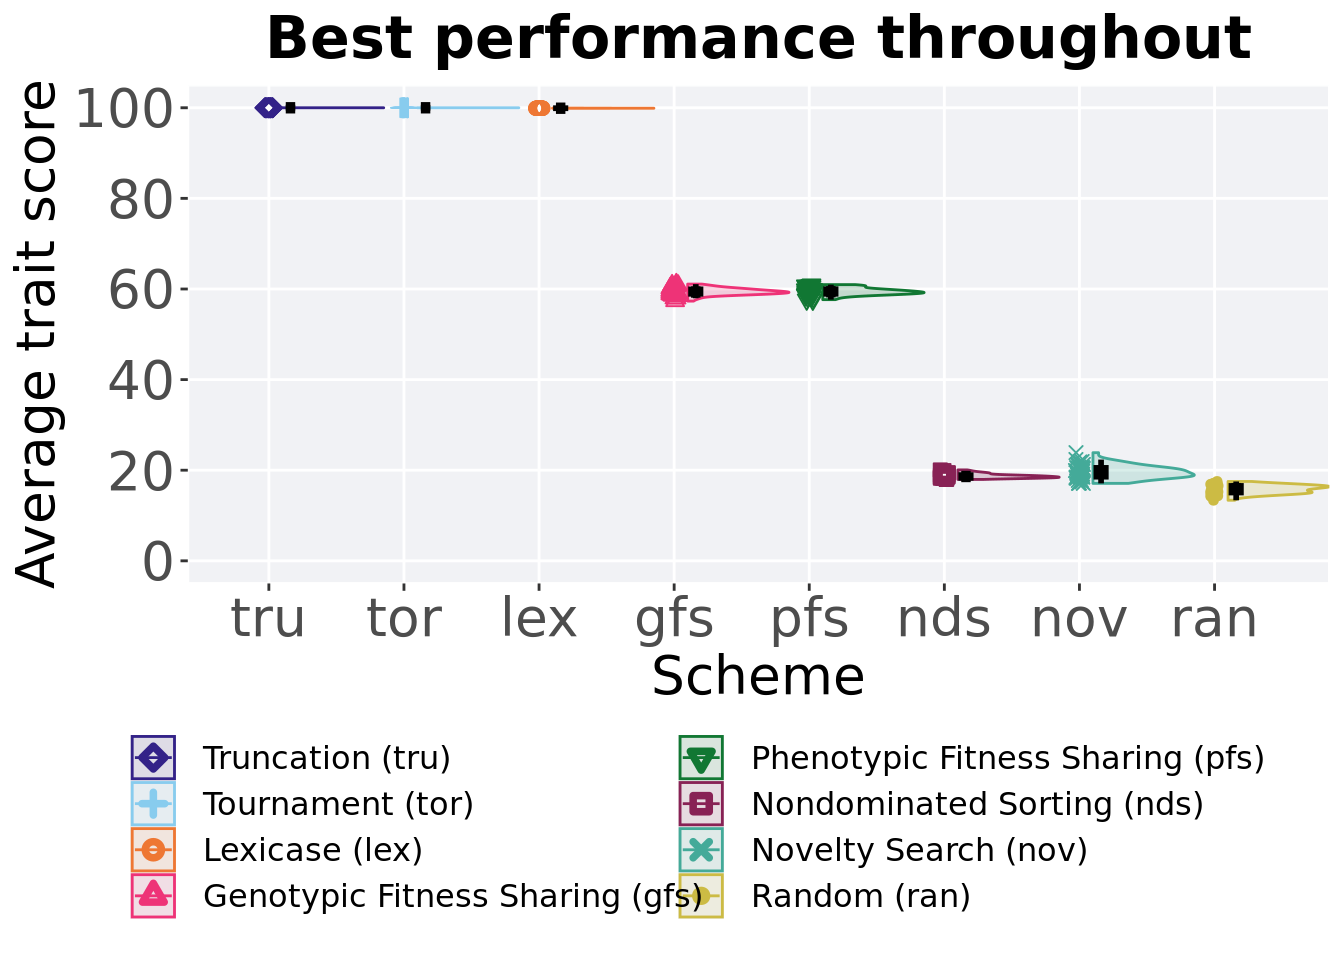 Best performance throughout
Average trait score
100
80
60
40
20
0
tru tor lex gfs pfs nds nov ran
Scheme
Truncation (tru)
Tournament (tor)
Lexicase (lex)
Genotypic Fitness Sharing (gfs)
Phenotypic Fitness Sharing (pfs)
Nondominated Sorting (nds)
Novelty Search (nov)
Random (ran)